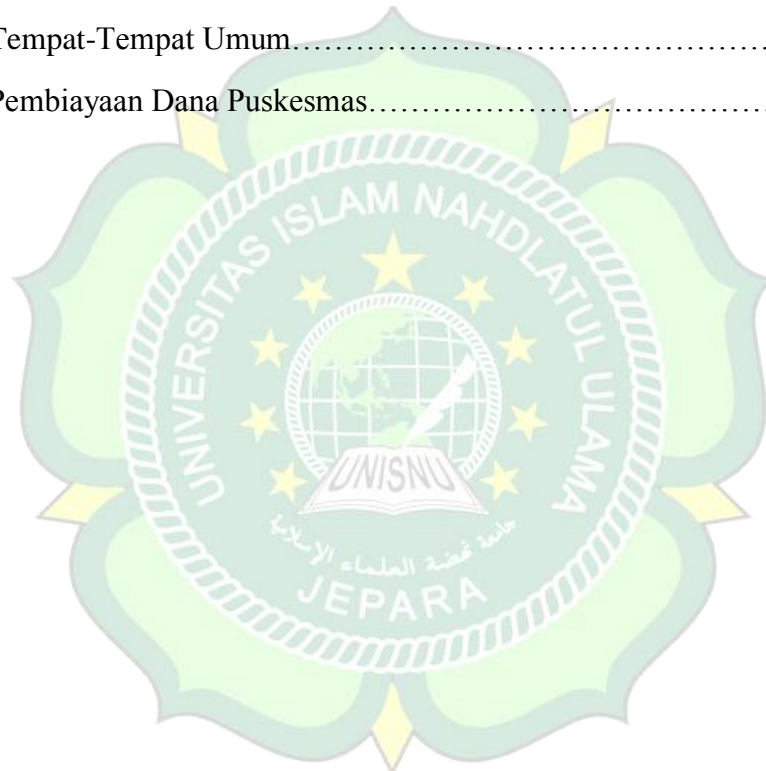 Tempat-Tempat Umum……………………………………………
Pembiayaan Dana Puskesmas…………………………………
UNIVERSITAS ISLAM NAHDLATUL ULAMA
UNISNU
جامعة نهضة العلماء الإسلامية
JEPARA